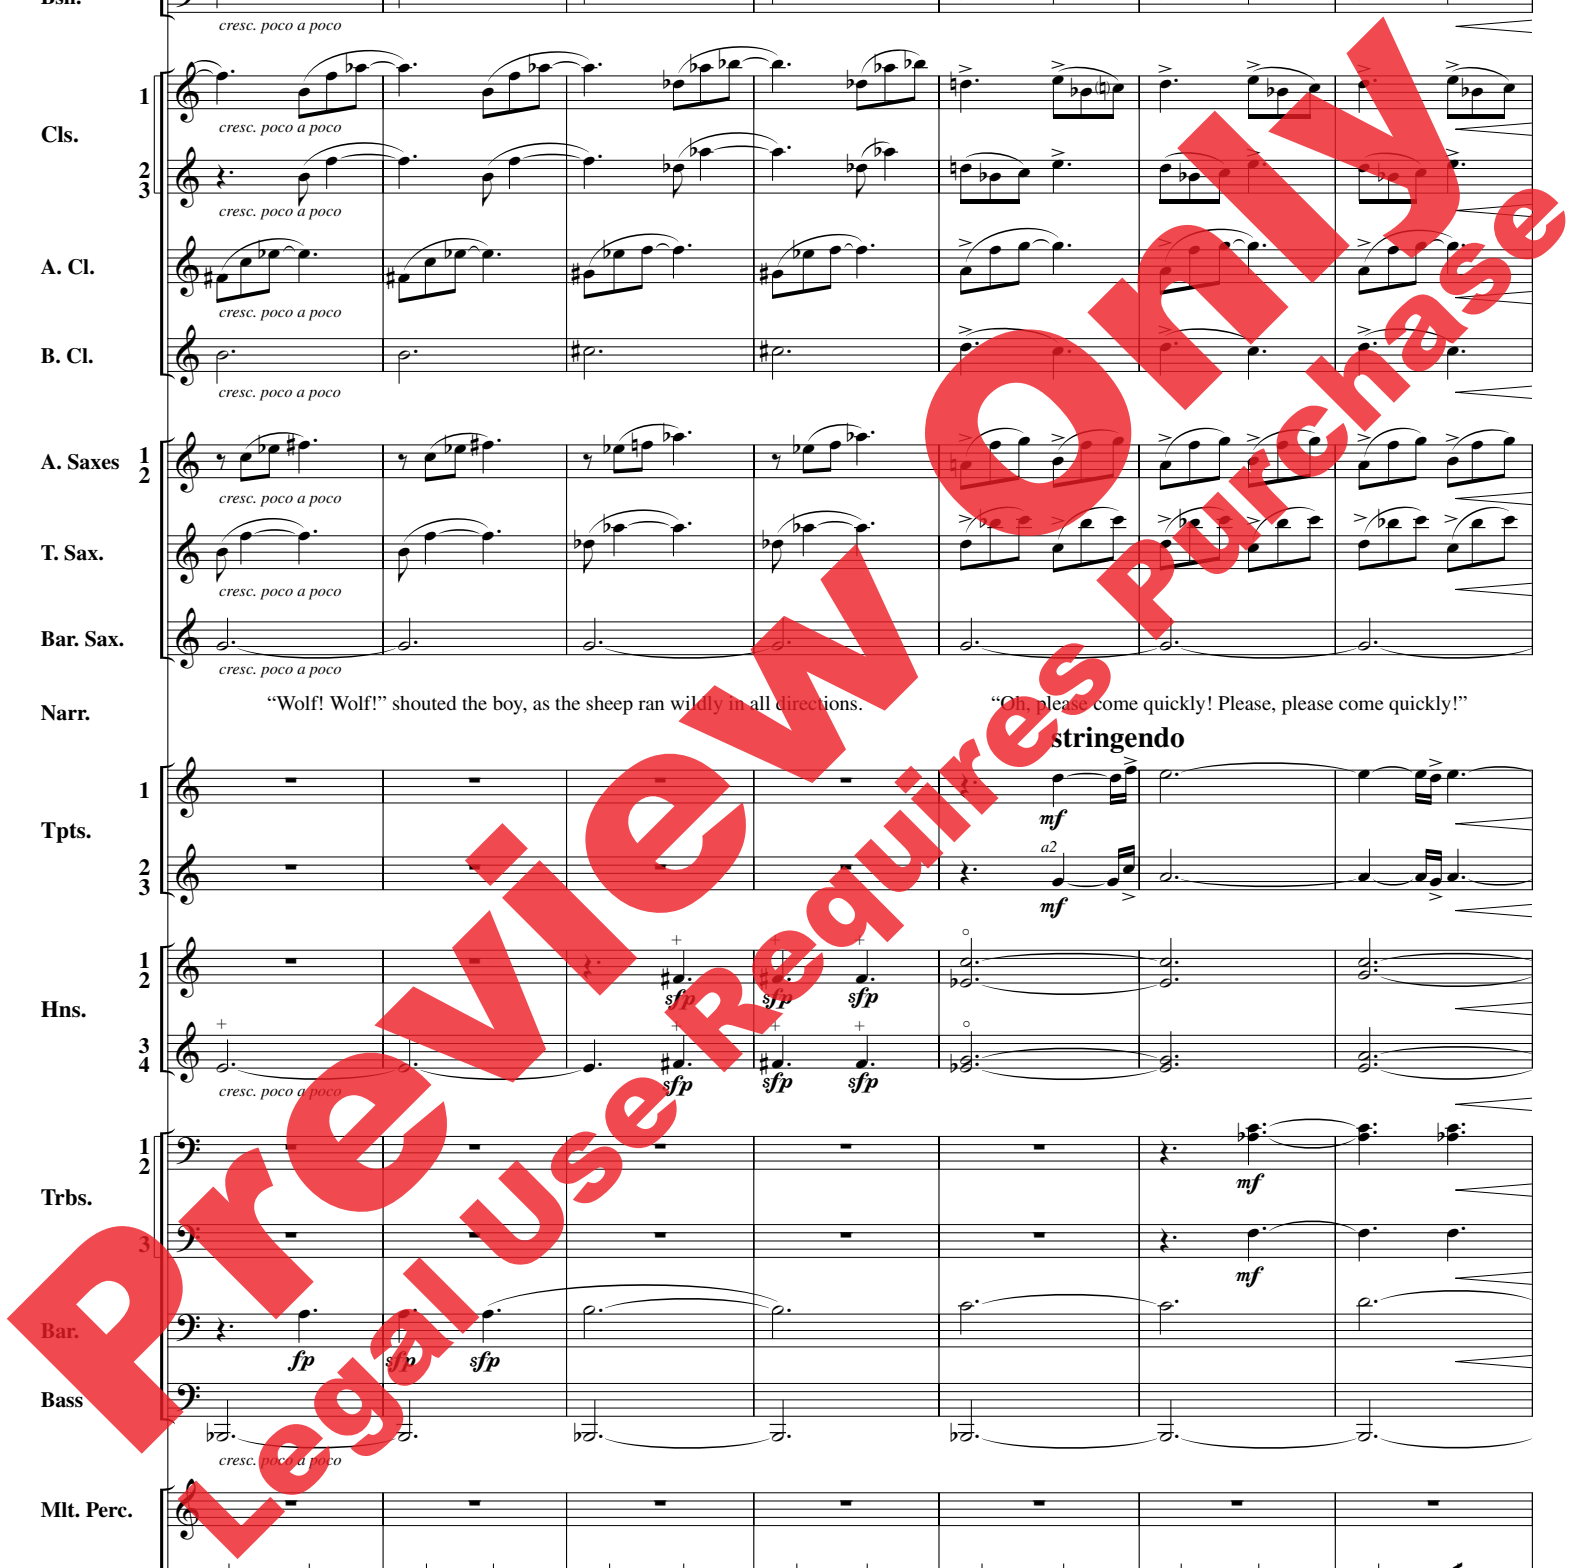 Bsn.
cresc. poco a poco
Cls.
1
cresc. poco a poco
2
3
cresc. poco a poco
A. Cl.
cresc. poco a poco
B. Cl.
cresc. poco a poco
A. Saxes 1
2
cresc. poco a poco
T. Sax.
cresc. poco a poco
Bar. Sax.
cresc. poco a poco
Narr.
“Wolf! Wolf!” shouted the boy, as the sheep ran wildly in all directions.
“Oh, please come quickly! Please, please come quickly!”
stringendo
Tpts.
1
mf
2
3
a2
mf
Hns.
1
2
sfp sfp sfp
3
4
cresc. poco a poco
sfp sfp sfp
Trbs.
1
2
mf
3
mf
Bar.
fp sfp sfp
Bass
cresc. poco a poco
Mlt. Perc.
Preview Only
Legal Use Requires Purchase